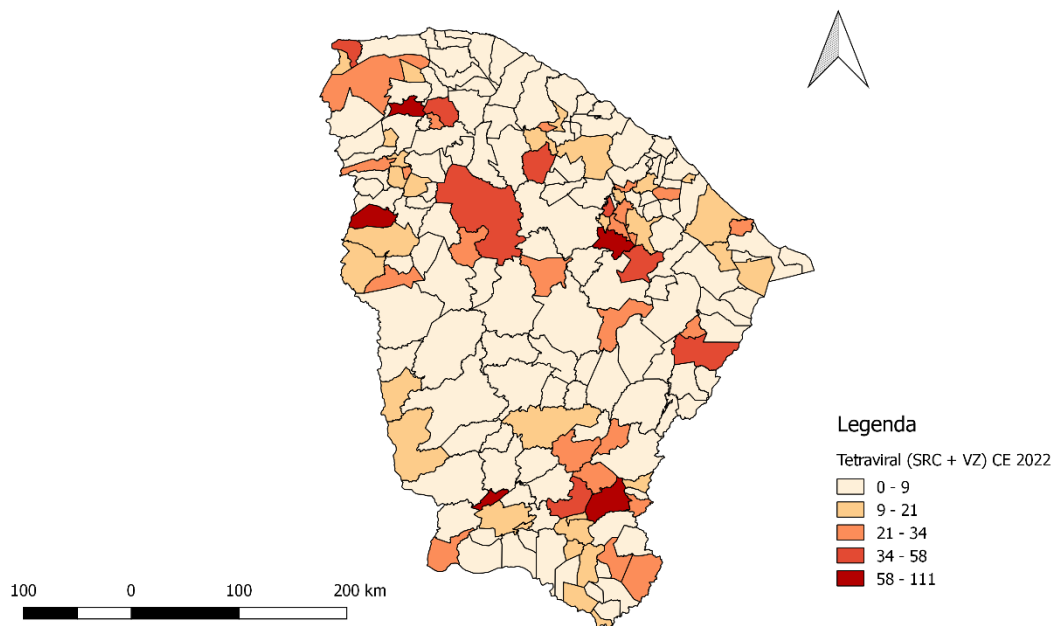 Legenda
Tetraviral (SRC + VZ) CE 2022
0 - 9
9 - 21
21 - 34
34 - 58
58 - 111
100 0 100 200 km